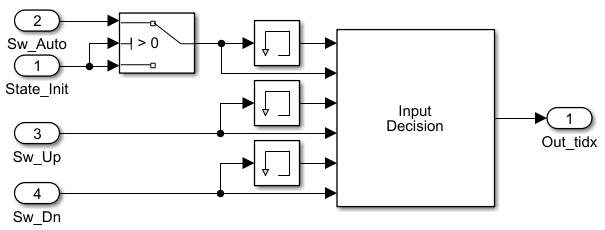 2
Sw_Auto
> 0
1
State_Init
3
Sw_Up
4
Sw_Dn
Input
Decision
1
Out_tidx